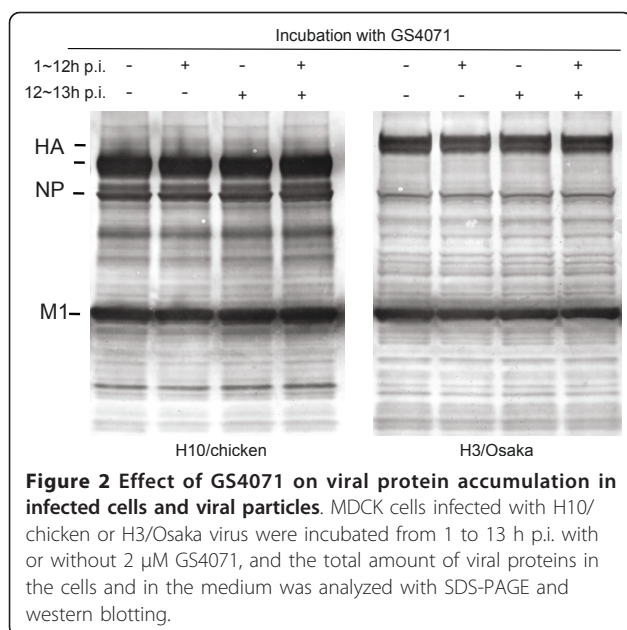 Incubation with GS4071
1~12h p.i. - + - + - + - +
12~13h p.i. - - + + - - + +
HA
NP
M1
H10/chicken H3/Osaka
Figure 2 Effect of GS4071 on viral protein accumulation in
infected cells and viral particles. MDCK cells infected with H10/
chicken or H3/Osaka virus were incubated from 1 to 13 h p.i. with
or without 2 μM GS4071, and the total amount of viral proteins in
the cells and in the medium was analyzed with SDS-PAGE and
western blotting.